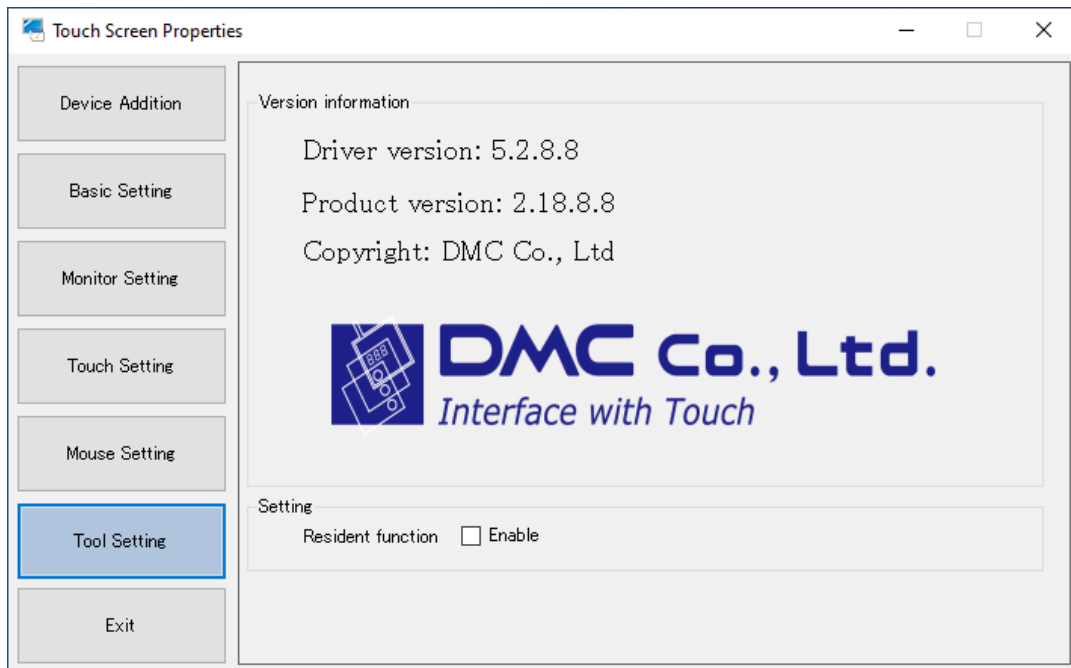 Touch Screen Properties
Device Addition
Basic Setting
Monitor Setting
Touch Setting
Mouse Setting
Tool Setting
Exit
Version information
Driver version: 5.2.8.8
Product version: 2.18.8.8
Copyright: DMC Co., Ltd
888
DMC Co., Ltd.
Interface with Touch
Setting
Resident function Enable